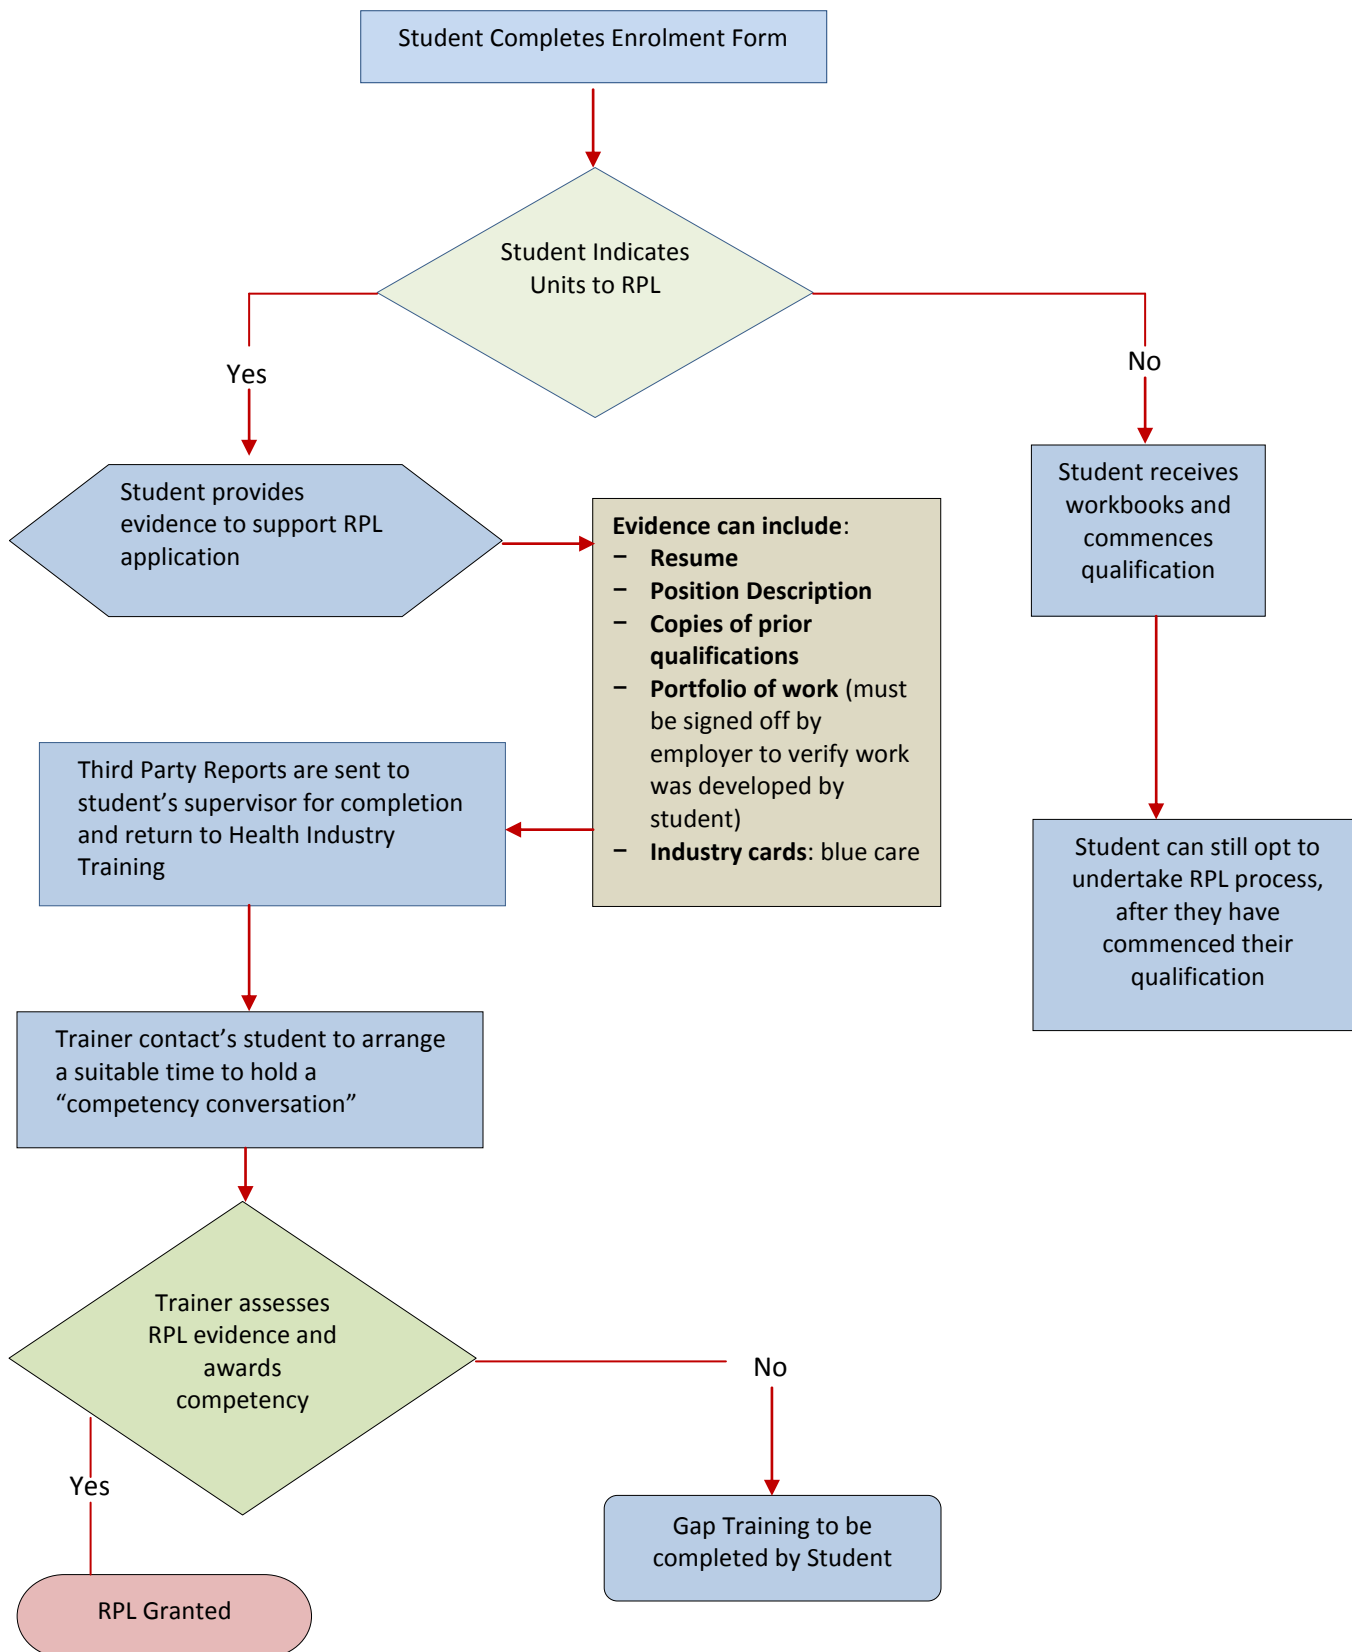 Student Completes Enrolment Form
Student Indicates
Units to RPL
Yes
No
Student provides
evidence to support RPL
application
Evidence can include:
− Resume
− Position Description
− Copies of prior
qualifications
− Portfolio of work (must
be signed off by
employer to verify work
was developed by
student)
− Industry cards: blue care
Student receives
workbooks and
commences
qualification
Third Party Reports are sent to
student’s supervisor for completion
and return to Health Industry
Training
Student can still opt to
undertake RPL process,
after they have
commenced their
qualification
Trainer contact’s student to arrange
a suitable time to hold a
“competency conversation”
Trainer assesses
RPL evidence and
awards
competency
No
Yes
Gap Training to be
completed by Student
RPL Granted